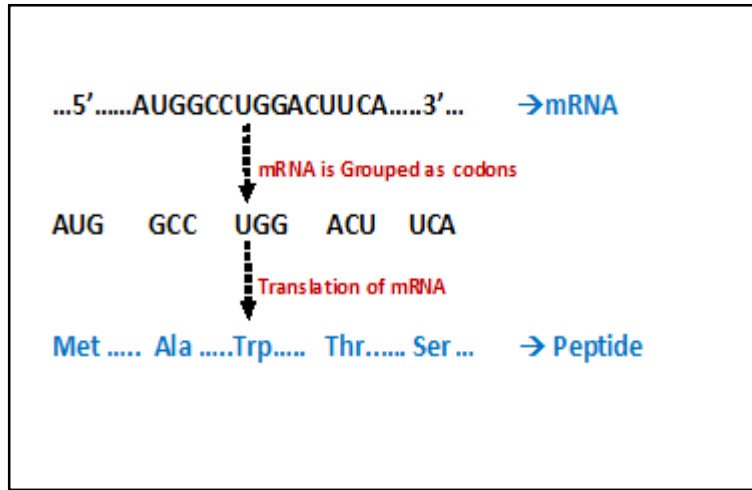 ...5’......AUGGCCUGGACUUCA.....3’... →mRNA
mRNA is Grouped as codons
AUG GCC UGG ACU UCA
Translation of mRNA
Met ..... Ala .....Trp..... Thr...... Ser ... → Peptide